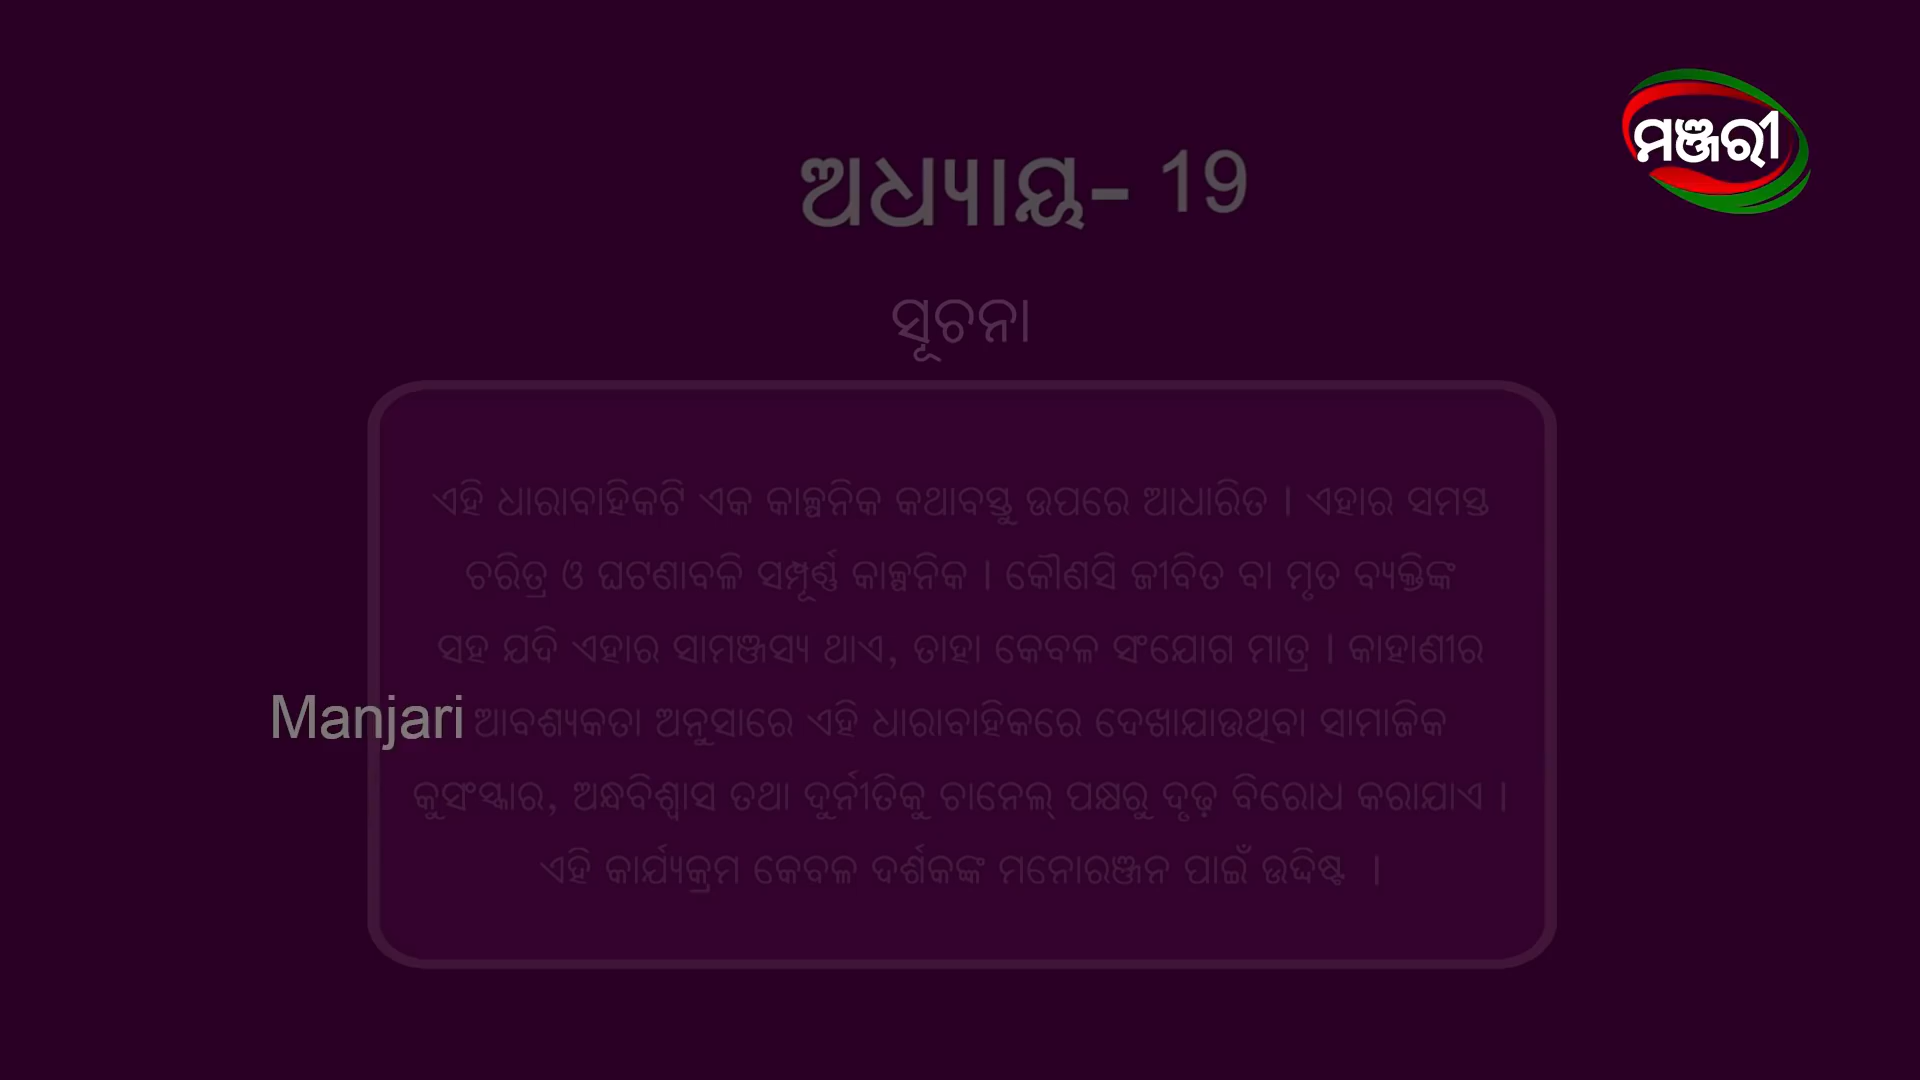 ମଞ୍ଜରୀ
ଅଧ୍ୟାୟ- 19
ସୂଚନା
ଏହି ଧାରାବାହିକଟି ଏକ କାଳ୍ପନିକ କଥାବସ୍ତୁ ଉପରେ ଆଧାରିତ । ଏହାର ସମସ୍ତ
ଚରିତ୍ର ଓ ଘଟଣାବଳି ସମ୍ପୂର୍ଣ୍ଣ କାଳ୍ପନିକ । କୌଣସି ଜୀବିତ ବା ମୃତ ବ୍ୟକ୍ତିଙ୍କ
ସହ ଯଦି ଏହାର ସାମଞ୍ଜସ୍ୟ ଥାଏ, ତାହା କେବଳ ସଂଯୋଗ ମାତ୍ର । କାହାଣୀର
Manjari
ଆବଶ୍ୟକତା ଅନୁସାରେ ଏହି ଧାରାବାହିକରେ ଦେଖାଯାଉଥିବା ସାମାଜିକ
କୁସଂସ୍କାର, ଅନ୍ଧବିଶ୍ୱାସ ତଥା ଦୁର୍ନୀତିକୁ ଚାନେଲ୍ ପକ୍ଷରୁ ଦୃଢ଼ ବିରୋଧ କରାଯାଏ ।
ଏହି କାର୍ଯ୍ୟକ୍ରମ କେବଳ ଦର୍ଶକଙ୍କ ମନୋରଞ୍ଜନ ପାଇଁ ଉଦ୍ଦିଷ୍ଟ ।